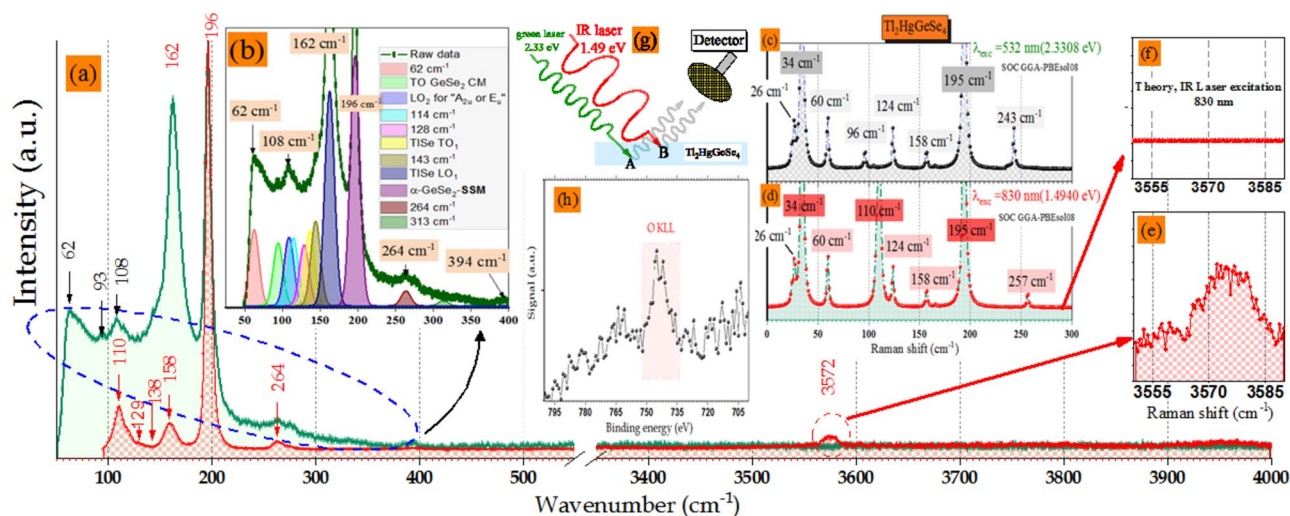 (a)
162
196
62
93
108
110
129
138
158
264
3572
Intensity (a.u.)
100
200
300
400
500
3400
3500
3600
3700
3800
3900
4000
Wavenumber (cm⁻¹)
(b)
162 cm⁻¹
62 cm⁻¹
108 cm⁻¹
196 cm⁻¹
264 cm⁻¹
394 cm⁻¹
Raw data
62 cm⁻¹
TO GeSe₂ CM
LO₂ for "A₂ᵤ or Eᵤ"
114 cm⁻¹
128 cm⁻¹
TlSe TO₁
143 cm⁻¹
TlSe LO₁
α-GeSe₂-SSM
264 cm⁻¹
313 cm⁻¹
50
100
150
200
250
300
350
400
(g)
green laser
2.33 eV
IR laser
1.49 eV
Detector
A
B
Tl₂HgGeSe₄
(h)
O KLL
Signal (a.u.)
795
780
765
750
735
720
705
Binding energy (eV)
Tl₂HgGeSe₄
(c)
λexc =532 nm(2.3308 eV)
SOC GGA-PBEsol08
34 cm⁻¹
26 cm⁻¹
60 cm⁻¹
96 cm⁻¹
124 cm⁻¹
158 cm⁻¹
195 cm⁻¹
243 cm⁻¹
(d)
λexc =830 nm(1.4940 eV)
SOC GGA-PBEsol08
34 cm⁻¹
26 cm⁻¹
60 cm⁻¹
110 cm⁻¹
124 cm⁻¹
158 cm⁻¹
195 cm⁻¹
257 cm⁻¹
0
50
100
150
200
250
300
Raman shift (cm⁻¹)
(f)
Theory, IR Laser excitation
830 nm
3555
3570
3585
(e)
3550
3575
3600
Raman shift (cm⁻¹)